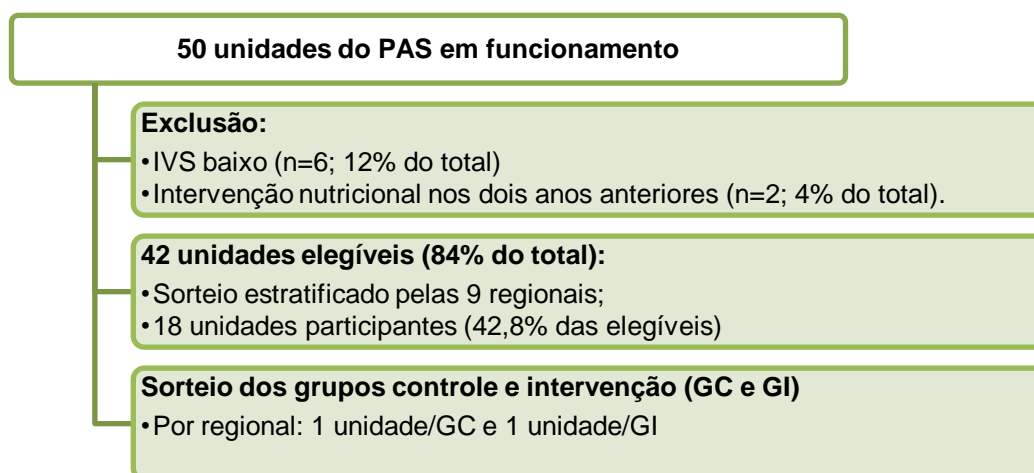 50 unidades do PAS em funcionamento
Exclusão:
•IVS baixo (n=6; 12% do total)
•Intervenção nutricional nos dois anos anteriores (n=2; 4% do total).
42 unidades elegíveis (84% do total):
•Sorteio estratificado pelas 9 regionais;
•18 unidades participantes (42,8% das elegíveis)
Sorteio dos grupos controle e intervenção (GC e GI)
•Por regional: 1 unidade/GC e 1 unidade/GI